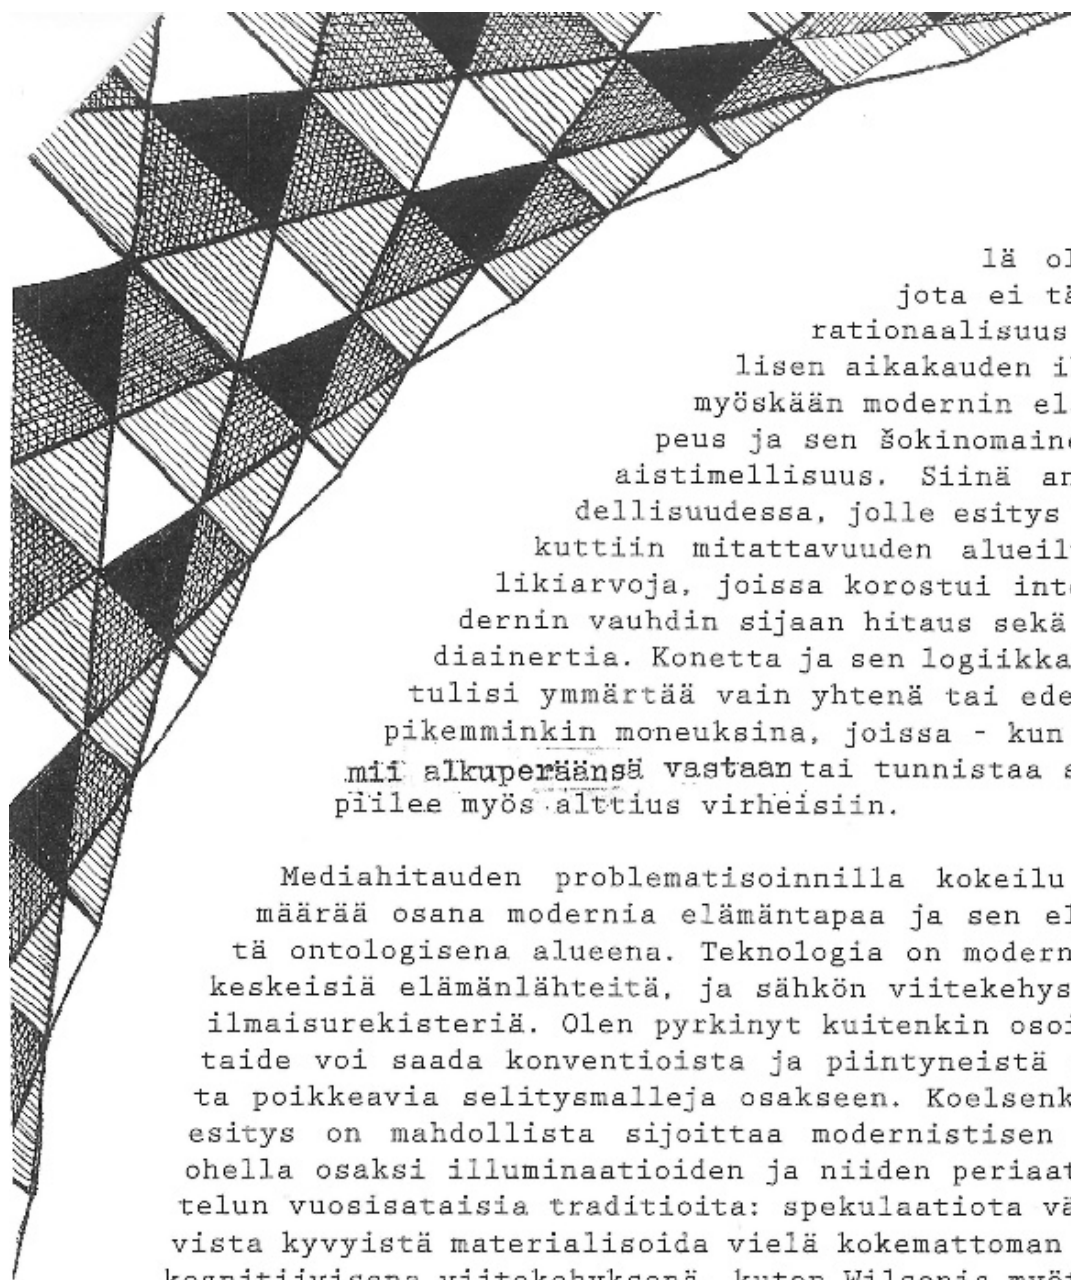 lä ol
jota ei tä
rationaalisuus
lisen aikakauden i
myöskään modernin el
peus ja sen šokinomaine
aistimellisuus. Siinä an
dellisuudessa, jolle esitys
kuttiin mitattavuuden alueil
likiarvoja, joissa korostui inte
dernin vauhdin sijaan hitaus sekä
diainertia. Konetta ja sen logiikka
tulisi ymmärtää vain yhtenä tai ede
pikemminkin moneuksina, joissa - kun
mii alkuperäänsä vastaan tai tunnistaa s
piilee myös alttius virheisiin.
Mediahitauden problematisoinnilla kokeilu
määrää osana modernia elämäntapaa ja sen el
tä ontologisena alueena. Teknologia on modern
keskeisiä elämänlähteitä, ja sähkön viitekehys
ilmaisurekisteriä. Olen pyrkinyt kuitenkin osoi
taide voi saada konventioista ja piintyneistä
ta poikkeavia selitysmalleja osakseen. Koelsenk
esitys on mahdollista sijoittaa modernistisen
ohella osaksi illuminaatioiden ja niiden periaat
telun vuosisataisia traditioita: spekulaatiota vä
vista kyvyistä materialisoida vielä kokemattoman
kognitiivisena viitekehyksenä, kuten Wilsonin myö